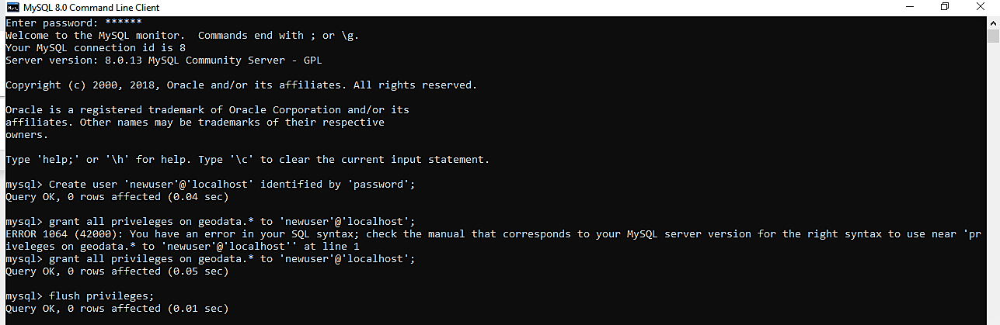 MySQL 8.0 Command Line Client
Enter password: ******
Welcome to the MySQL monitor.  Commands end with ; or \g.
Your MySQL connection id is 8
Server version: 8.0.13 MySQL Community Server - GPL
Copyright (c) 2000, 2018, Oracle and/or its affiliates. All rights reserved.
Oracle is a registered trademark of Oracle Corporation and/or its
affiliates. Other names may be trademarks of their respective
owners.
Type 'help;' or '\h' for help. Type '\c' to clear the current input statement.
mysql> Create user 'newuser'@'localhost' identified by 'password';
Query OK, 0 rows affected (0.04 sec)
mysql> grant all priveleges on geodata.* to 'newuser'@'localhost';
ERROR 1064 (42000): You have an error in your SQL syntax; check the manual that corresponds to your MySQL server version for the right syntax to use near 'pr
iveleges on geodata.* to 'newuser'@'localhost'' at line 1
mysql> grant all privileges on geodata.* to 'newuser'@'localhost';
Query OK, 0 rows affected (0.05 sec)
mysql> flush privileges;
Query OK, 0 rows affected (0.01 sec)